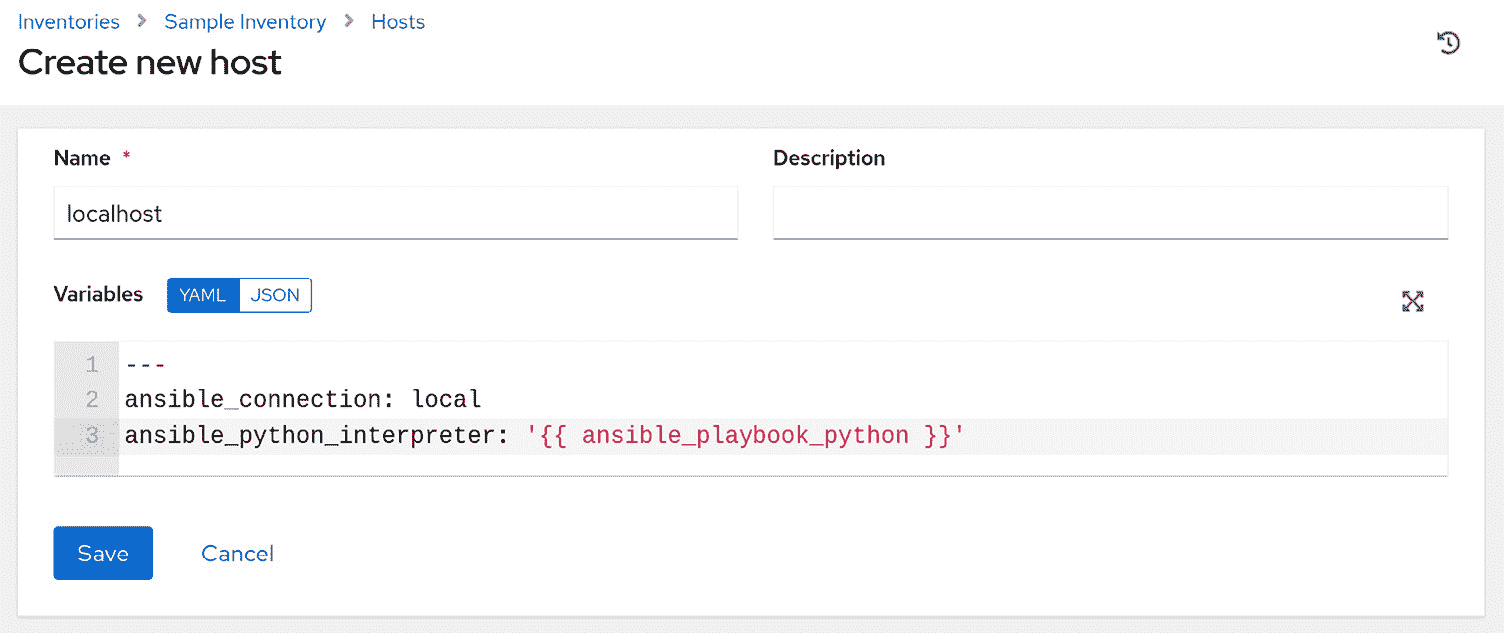 Inventories > Sample Inventory > Hosts
Create new host
Name * Description
localhost
Variables YAML JSON
1 ---
2 ansible_connection: local
3 ansible_python_interpreter: '{{ ansible_playbook_python }}'
Save Cancel